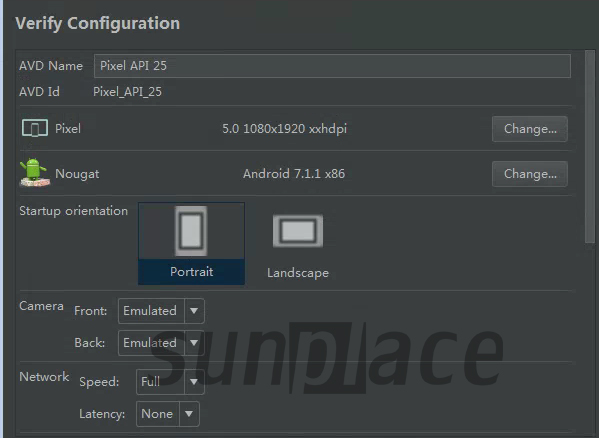 Verify Configuration
AVD Name Pixel API 25
AVD Id Pixel_API_25
Pixel 5.0 1080x1920 xxhdpi Change...
Nougat Android 7.1.1 x86 Change...
Startup orientation
Portrait Landscape
Camera Front: Emulated
Back: Emulated
sunplace
Network Speed: Full
Latency: None